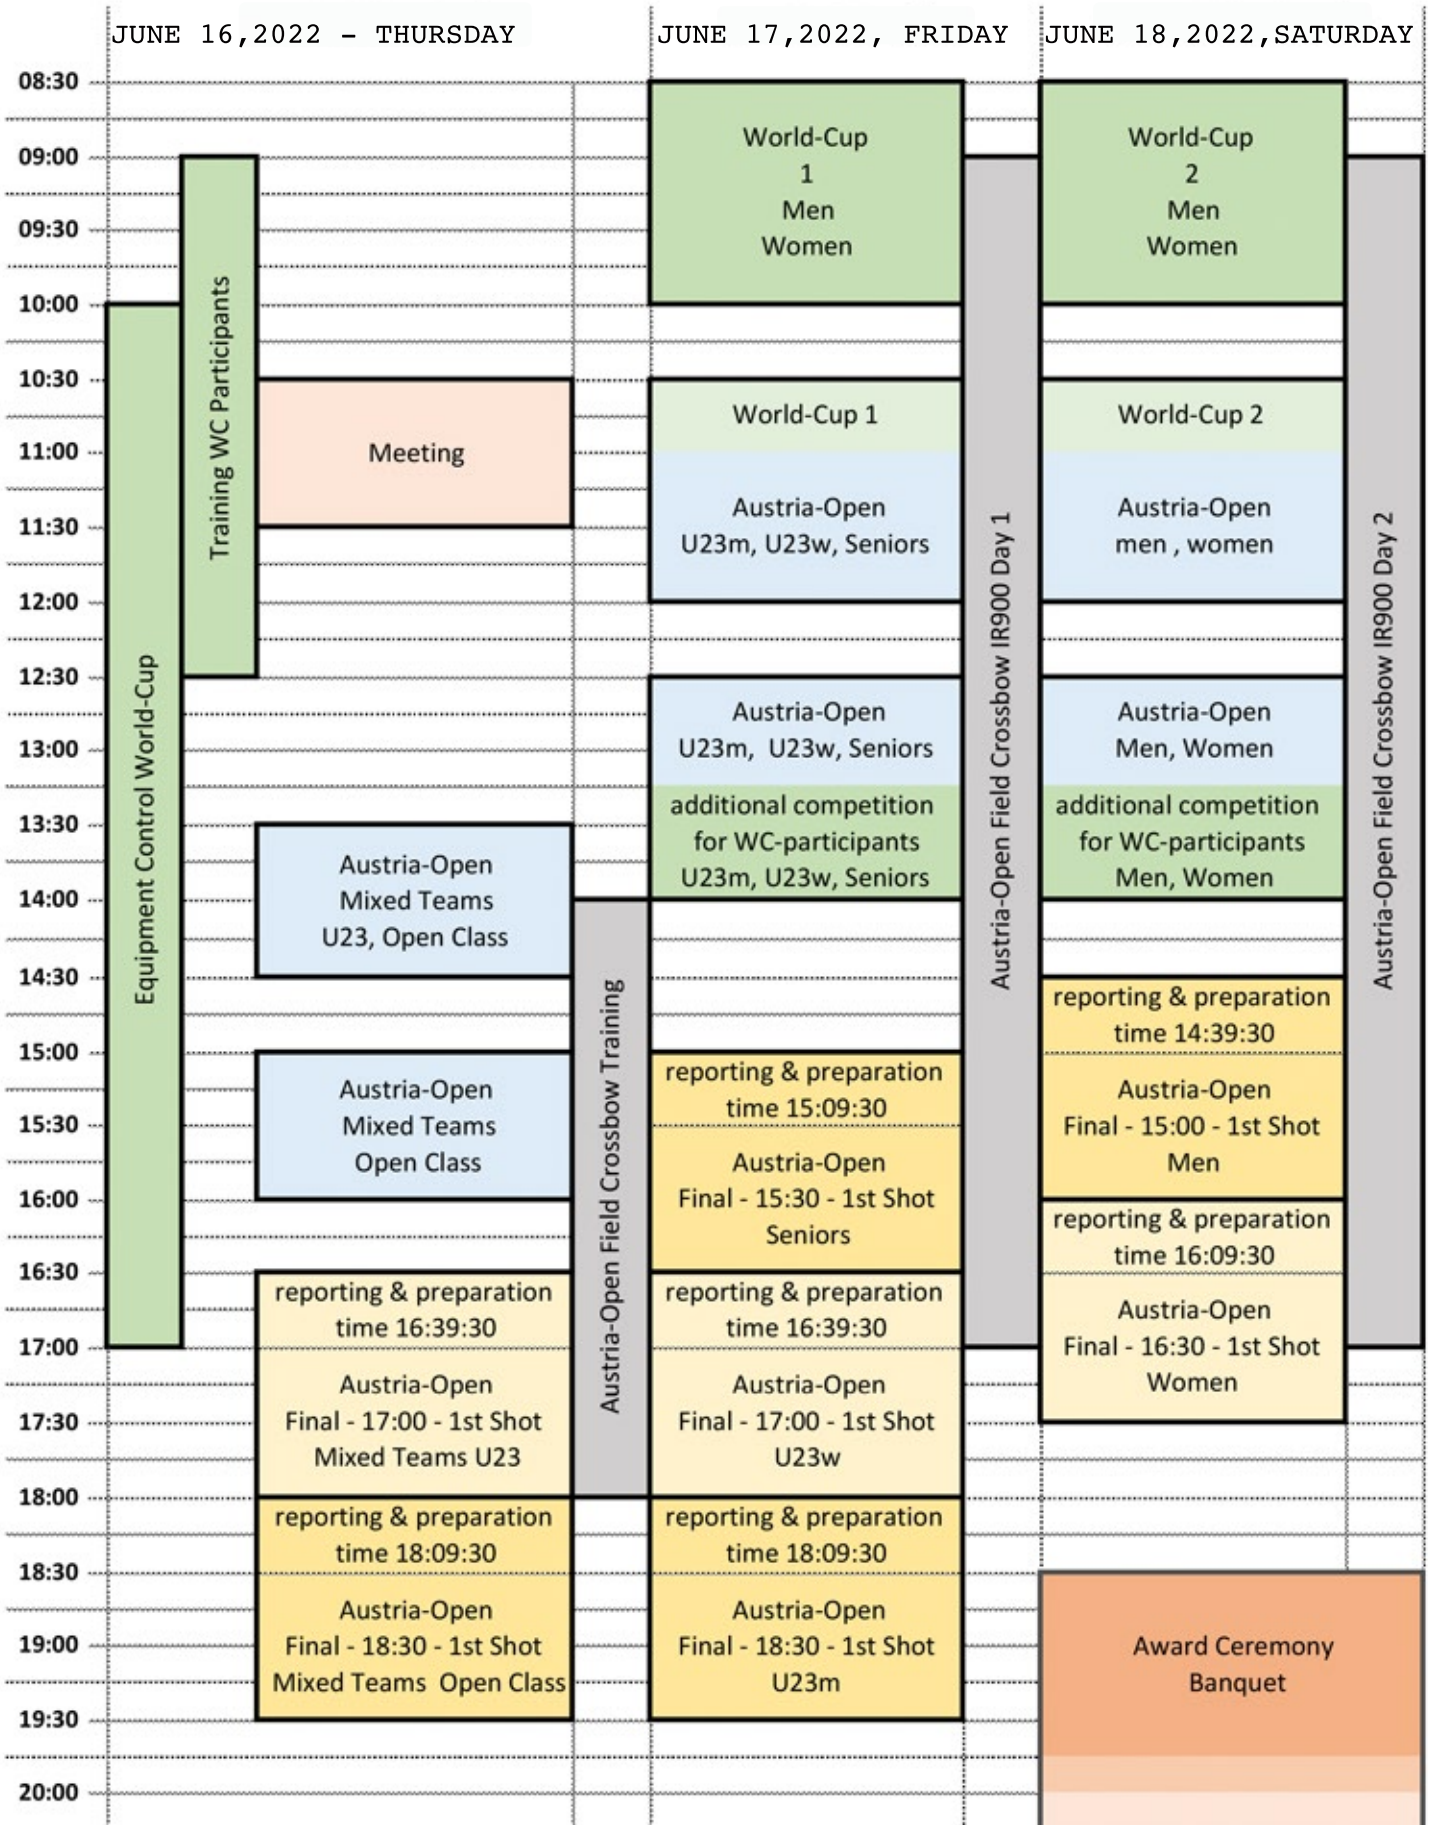 JUNE 16,2022 – THURSDAY
JUNE 17,2022, FRIDAY
JUNE 18,2022,SATURDAY
08:30
09:00
09:30
10:00
10:30
11:00
11:30
12:00
12:30
13:00
13:30
14:00
14:30
15:00
15:30
16:00
16:30
17:00
17:30
18:00
18:30
19:00
19:30
20:00
Equipment Control World-Cup
Training WC Participants
Meeting
Austria-Open
Mixed Teams
U23, Open Class
Austria-Open
Mixed Teams
Open Class
reporting & preparation
time 16:39:30
Austria-Open
Final - 17:00 - 1st Shot
Mixed Teams U23
reporting & preparation
time 18:09:30
Austria-Open
Final - 18:30 - 1st Shot
Mixed Teams Open Class
Austria-Open Field Crossbow Training
World-Cup
1
Men
Women
World-Cup 1
Austria-Open
U23m, U23w, Seniors
Austria-Open
U23m, U23w, Seniors
additional competition
for WC-participants
U23m, U23w, Seniors
reporting & preparation
time 15:09:30
Austria-Open
Final - 15:30 - 1st Shot
Seniors
reporting & preparation
time 16:39:30
Austria-Open
Final - 17:00 - 1st Shot
U23w
reporting & preparation
time 18:09:30
Austria-Open
Final - 18:30 - 1st Shot
U23m
Austria-Open Field Crossbow IR900 Day 1
World-Cup
2
Men
Women
World-Cup 2
Austria-Open
men , women
Austria-Open
Men, Women
additional competition
for WC-participants
Men, Women
reporting & preparation
time 14:39:30
Austria-Open
Final - 15:00 - 1st Shot
Men
reporting & preparation
time 16:09:30
Austria-Open
Final - 16:30 - 1st Shot
Women
Austria-Open Field Crossbow IR900 Day 2
Award Ceremony
Banquet